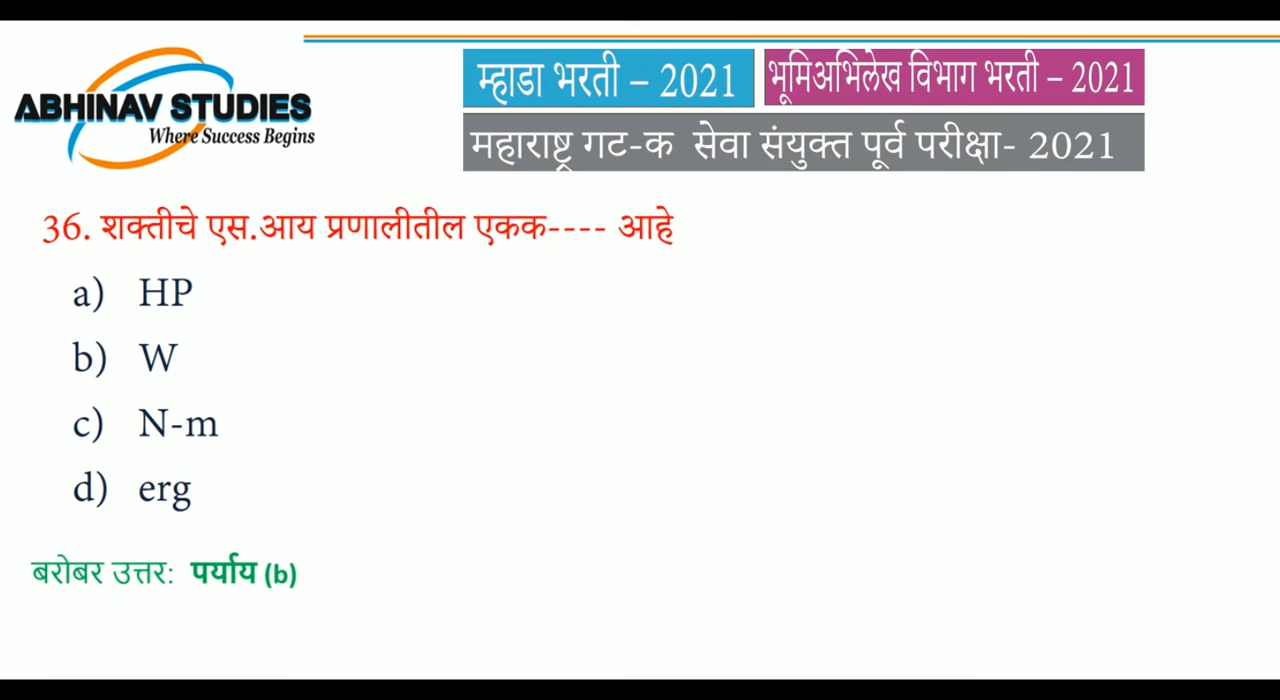 ABHINAV STUDIES
Where Success Begins
म्हाडा भरती – 2021
भूमिअभिलेख विभाग भरती – 2021
महाराष्ट्र गट-क सेवा संयुक्त पूर्व परीक्षा- 2021
36. शक्तीचे एस.आय प्रणालीतील एकक---- आहे
a) HP
b) W
c) N-m
d) erg
बरोबर उत्तर: पर्याय (b)